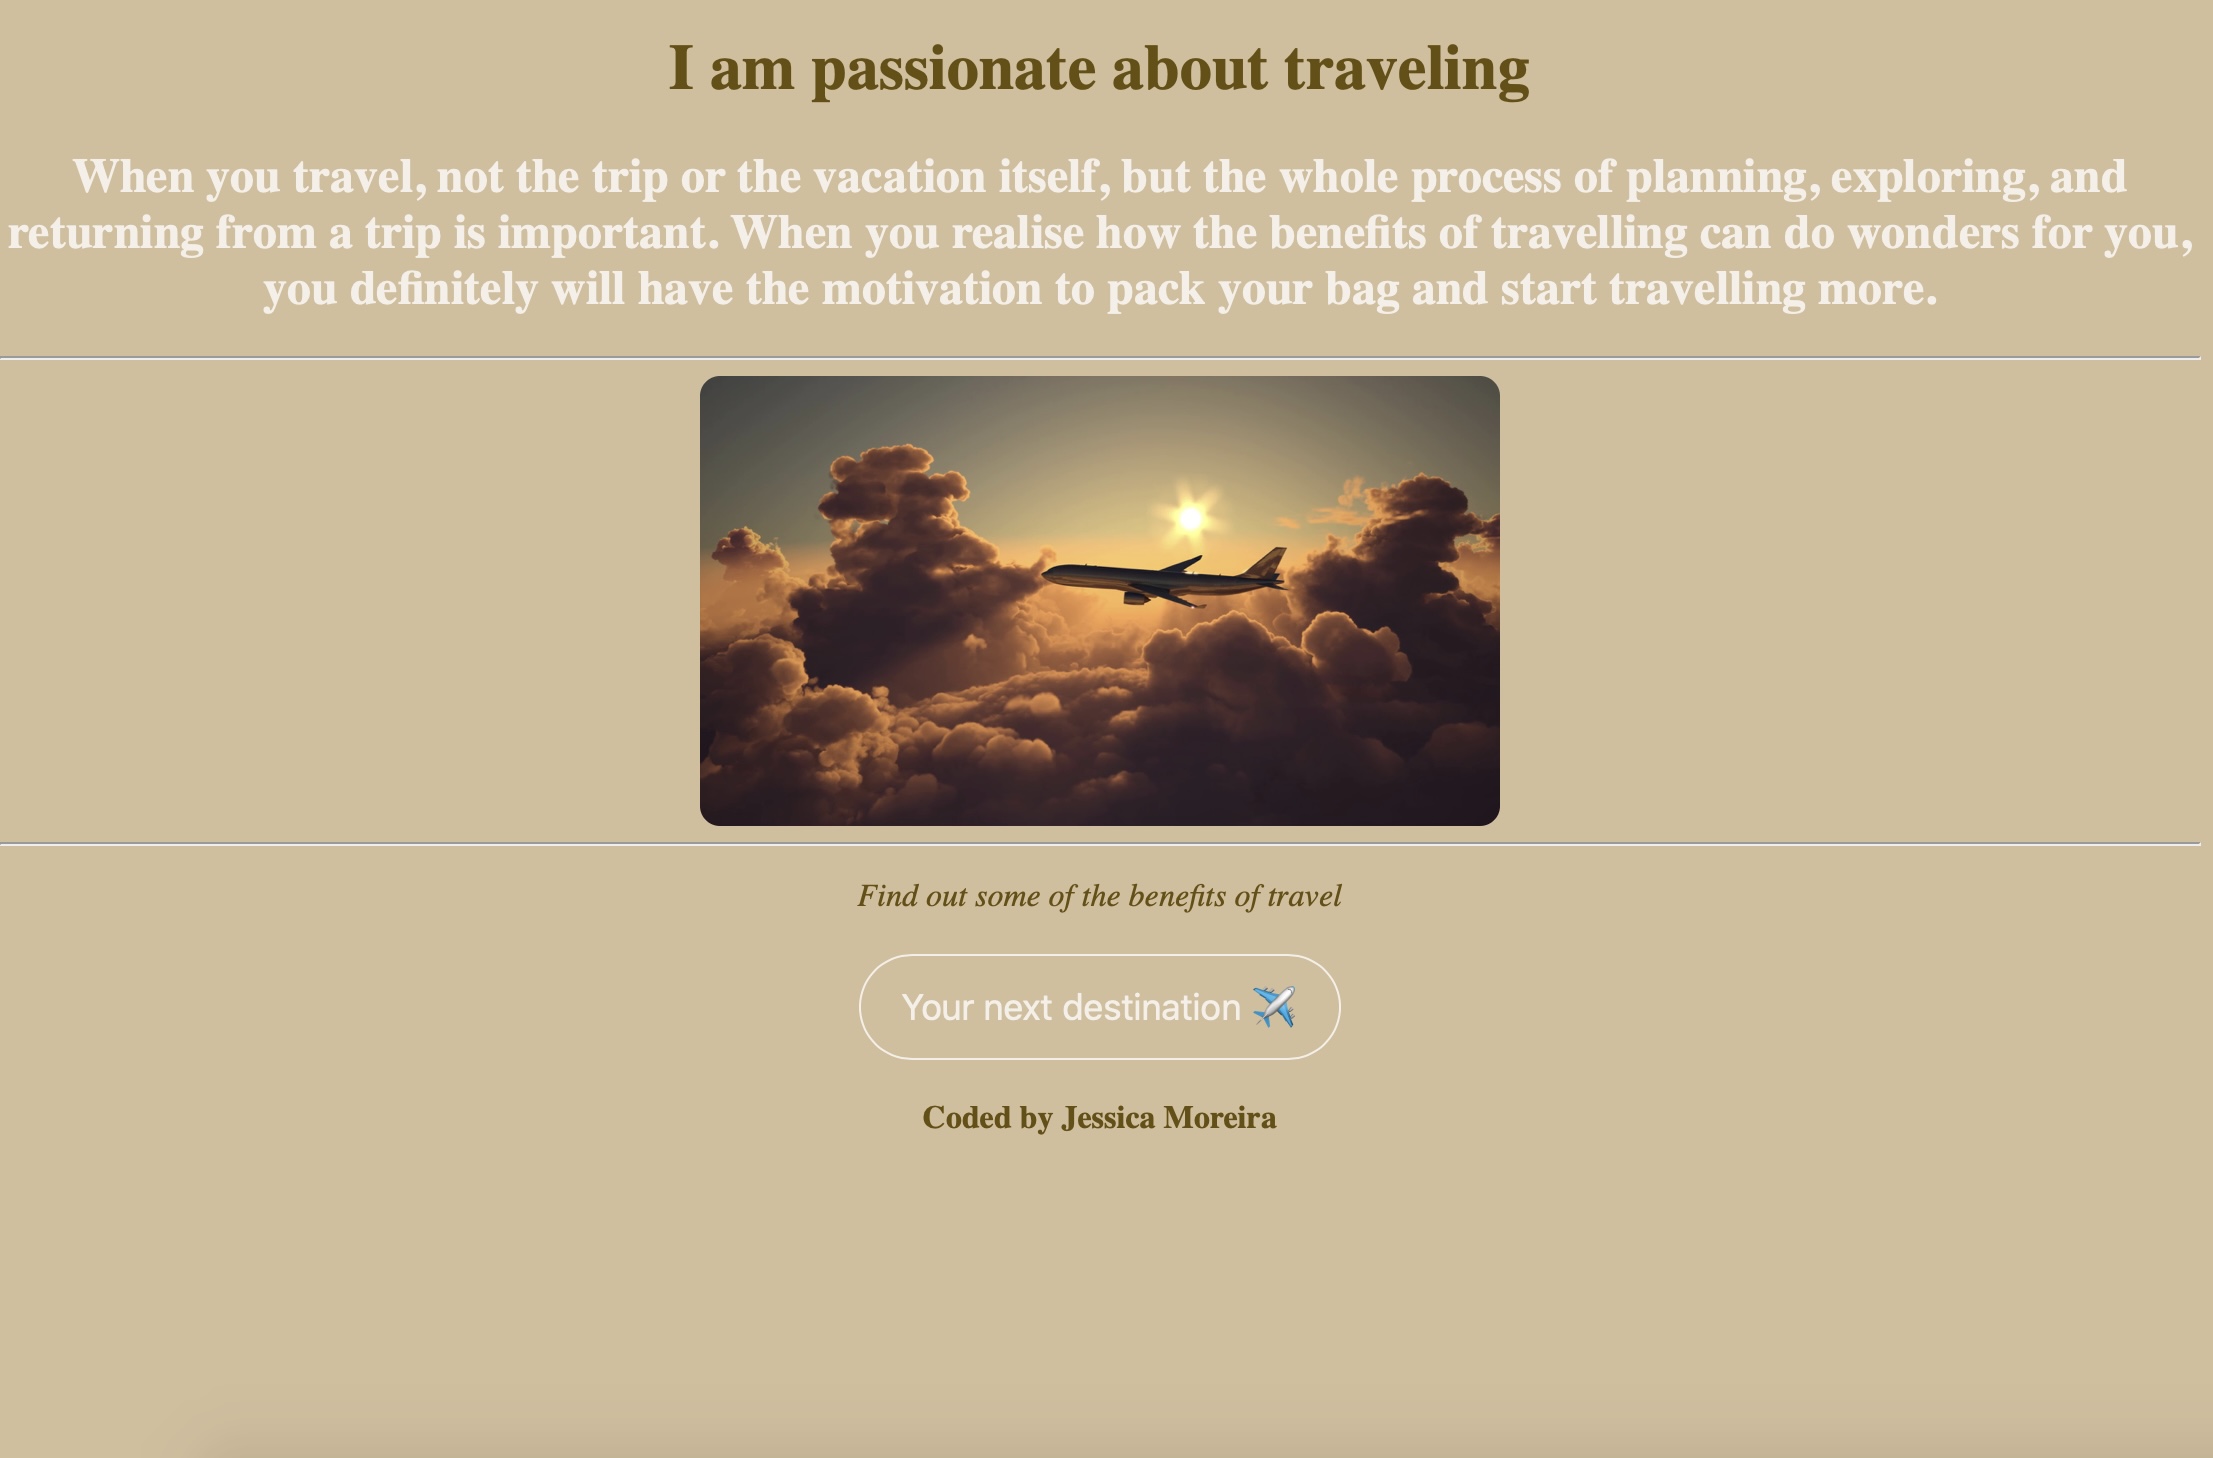 I am passionate about traveling
When you travel, not the trip or the vacation itself, but the whole process of planning, exploring, and
returning from a trip is important. When you realise how the benefits of travelling can do wonders for you,
you definitely will have the motivation to pack your bag and start travelling more.
Find out some of the benefits of travel
Your next destination ✈️
Coded by Jessica Moreira